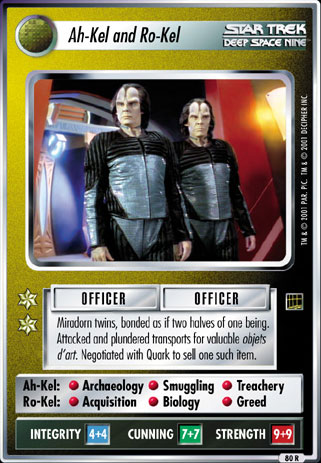 Ah-Kel and Ro-Kel
STAR TREK
DEEP SPACE NINE
TM & © 2001 PAR. PIC. TM & © 2001 DECIPHER INC.
OFFICER OFFICER
Miradorn twins, bonded as if two halves of one being.
Attacked and plundered transports for valuable objets
d'art. Negotiated with Quark to sell one such item.
Ah-Kel: Archaeology Smuggling Treachery
Ro-Kel: Acquisition Biology Greed
INTEGRITY 4+4 CUNNING 7+7 STRENGTH 9+9
80 R